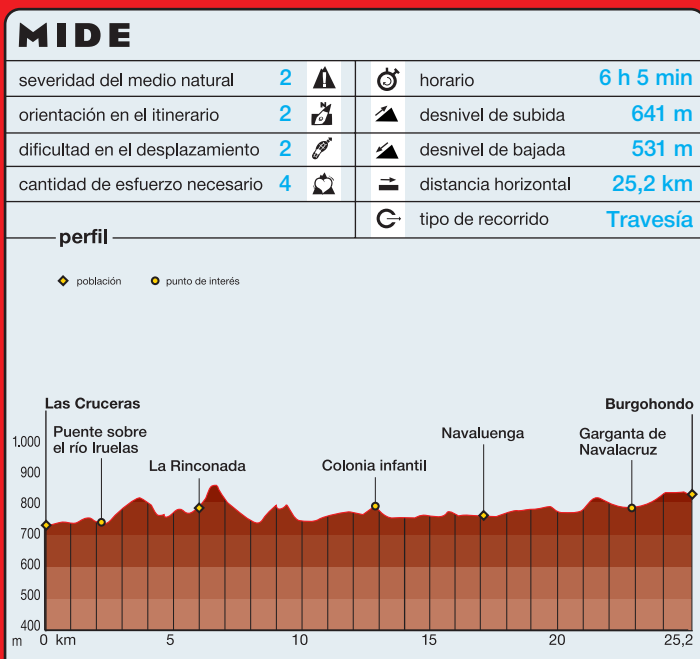 MIDE
severidad del medio natural 2
horario 6 h 5 min
orientación en el itinerario 2
desnivel de subida 641 m
dificultad en el desplazamiento 2
desnivel de bajada 531 m
cantidad de esfuerzo necesario 4
distancia horizontal 25,2 km
tipo de recorrido Travesía
perfil
población
punto de interés
Las Cruceras
Burgohondo
Puente sobre
el río Iruelas
La Rinconada
Colonia infantil
Navaluenga
Garganta de
Navalacruz
1.000
900
800
700
600
500
400
m 0 km 5 10 15 20 25,2
N